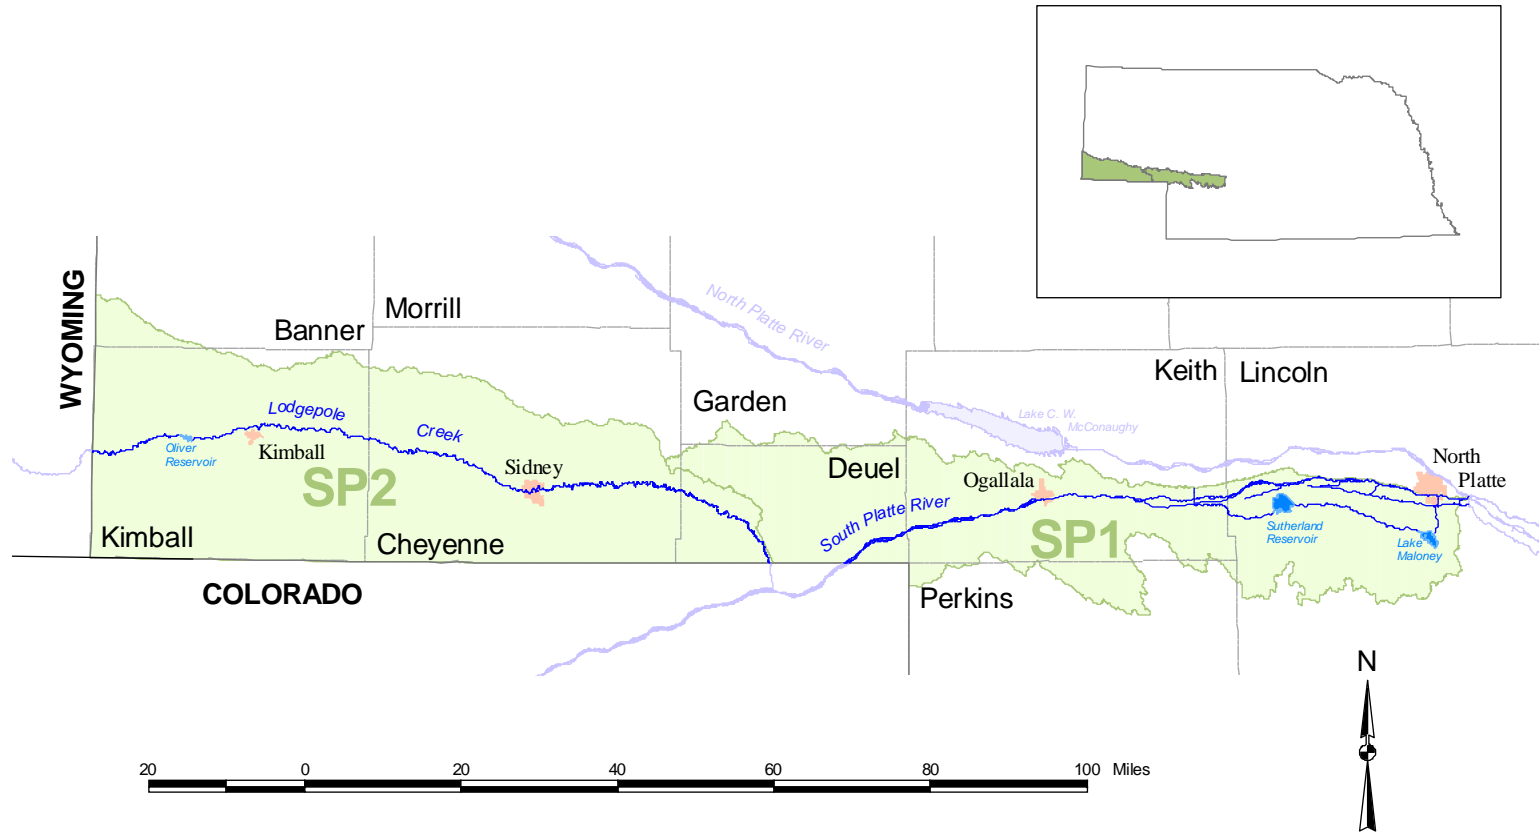 WYOMING
Banner
Morrill
North Platte River
Garden
Keith
Lincoln
Lake C. W.
McConaughy
Lodgepole
Creek
Oliver
Reservoir
Kimball
SP2
Sidney
Deuel
Ogallala
North
Platte
South Platte River
SP1
Sutherland
Reservoir
Lake
Maloney
Kimball
Cheyenne
COLORADO
Perkins
N
20 0 20 40 60 80 100 Miles